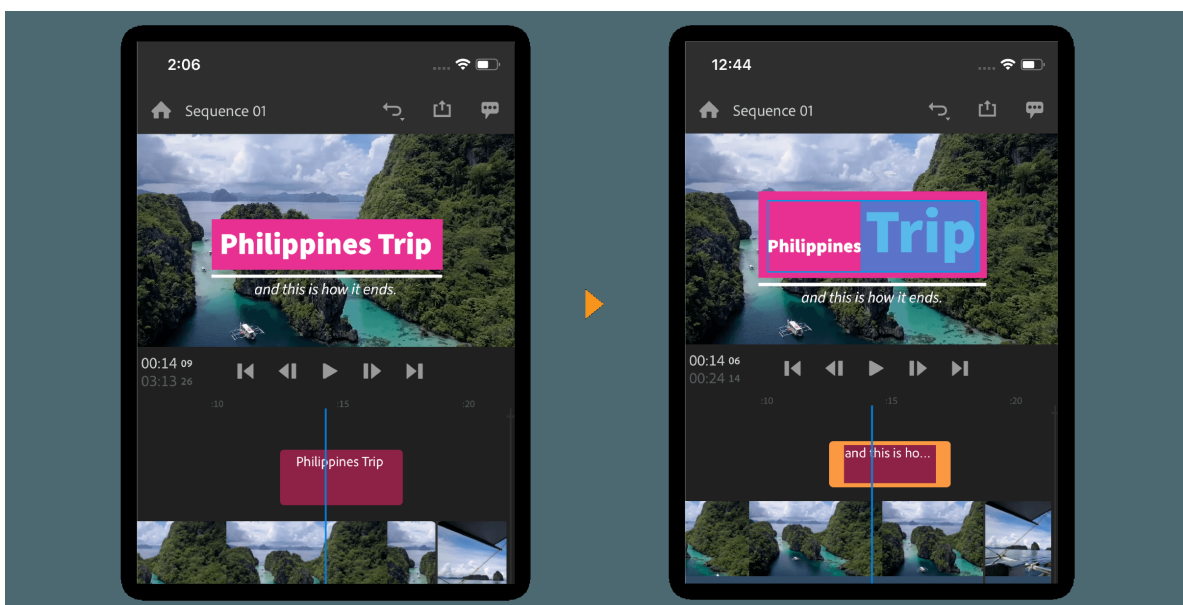 2:06
Sequence 01
Philippines Trip
and this is how it ends.
00:14 09
03:13 26
:10 :15 :20
Philippines Trip
12:44
Sequence 01
Philippines Trip
and this is how it ends.
00:14 06
00:24 14
:10 :15 :20
and this is ho...